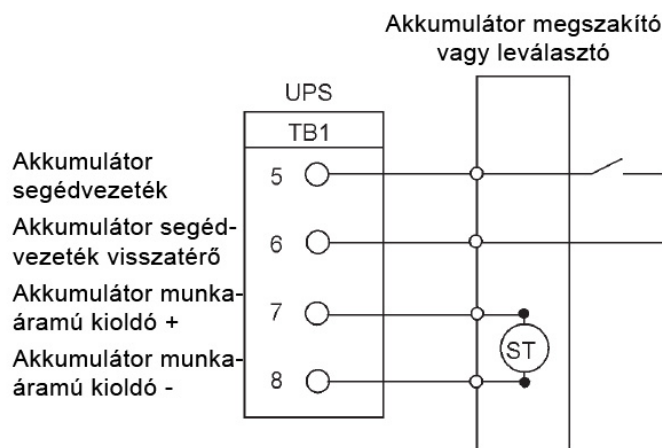 Akkumulátor megszakító
vagy leválasztó
UPS
TB1
Akkumulátor
segédvezeték
5
Akkumulátor segéd-
vezeték visszatérő
6
Akkumulátor munka-
áramú kioldó +
7
ST
Akkumulátor munka-
áramú kioldó -
8